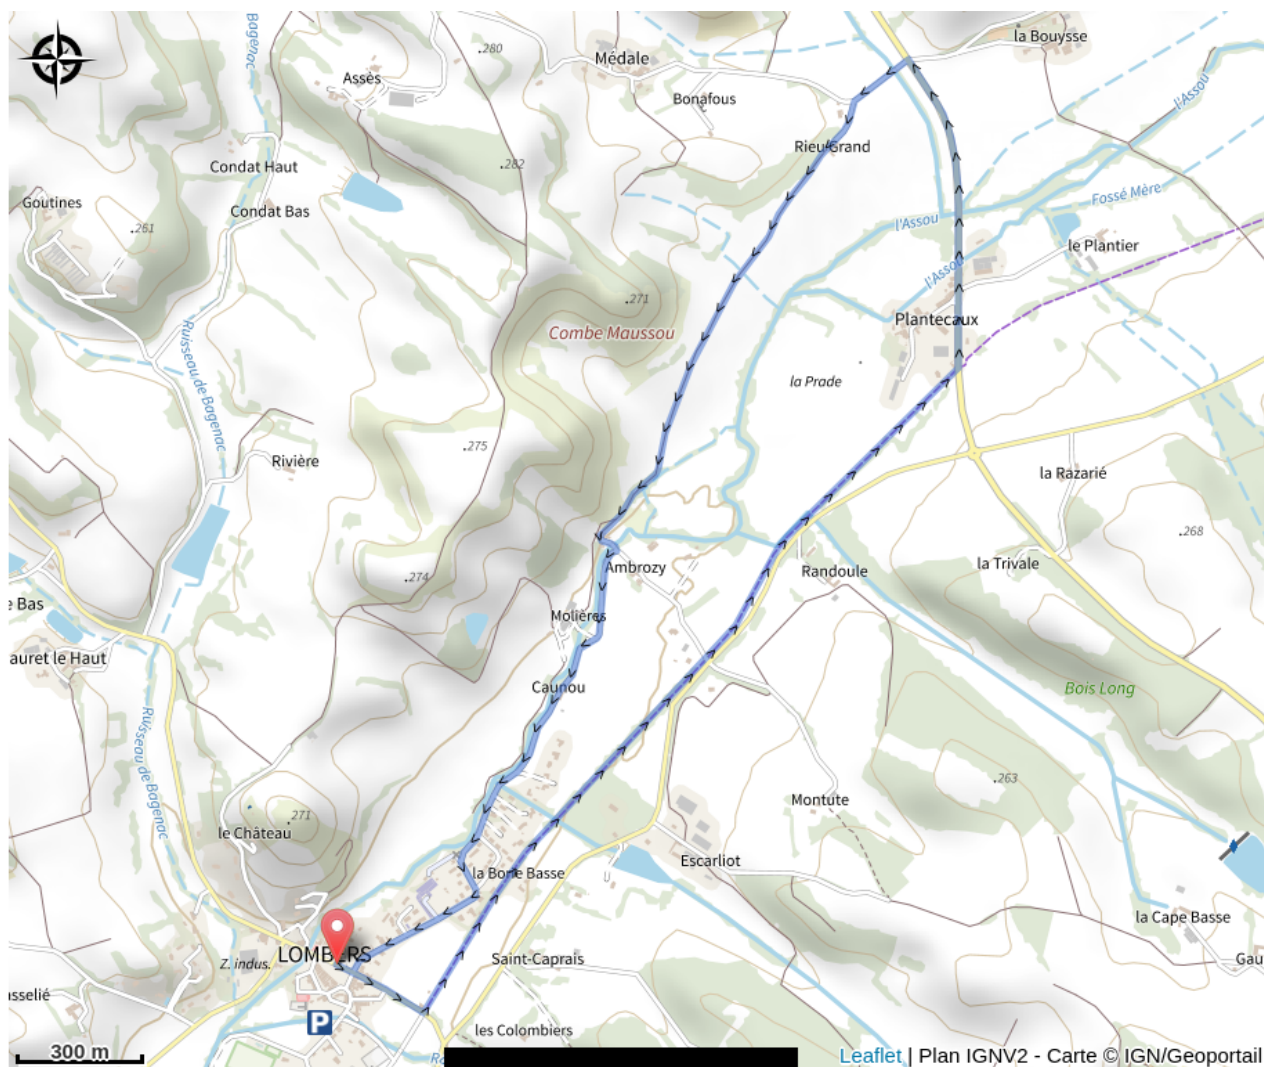 Bagenac
la Bouysse
.280
Médale
Assès
l'Assou
Bonafous
Rieu Grand
Condat Haut
.282
Fossé Mère
Goutines
Condat Bas
l'Assou
.261
le Plantier
l'Assou
.271
Plantecaux
Combe Maussou
Ruisseau de Bagenac
la Prade
.275
Rivière
la Razarié
.268
Ambrozy
Randoule
la Trivale
.274
e Bas
Molières
auret le Haut
Caunou
Bois Long
Ruisseau de Bagenac
.263
.271
Montute
le Château
Escarliot
la Borie Basse
la Cape Basse
LOMBERS
Z. indus.
Saint-Caprais
Gau
asselié
P
les Colombiers
300 m
Leaflet | Plan IGNV2 - Carte © IGN/Geoportail